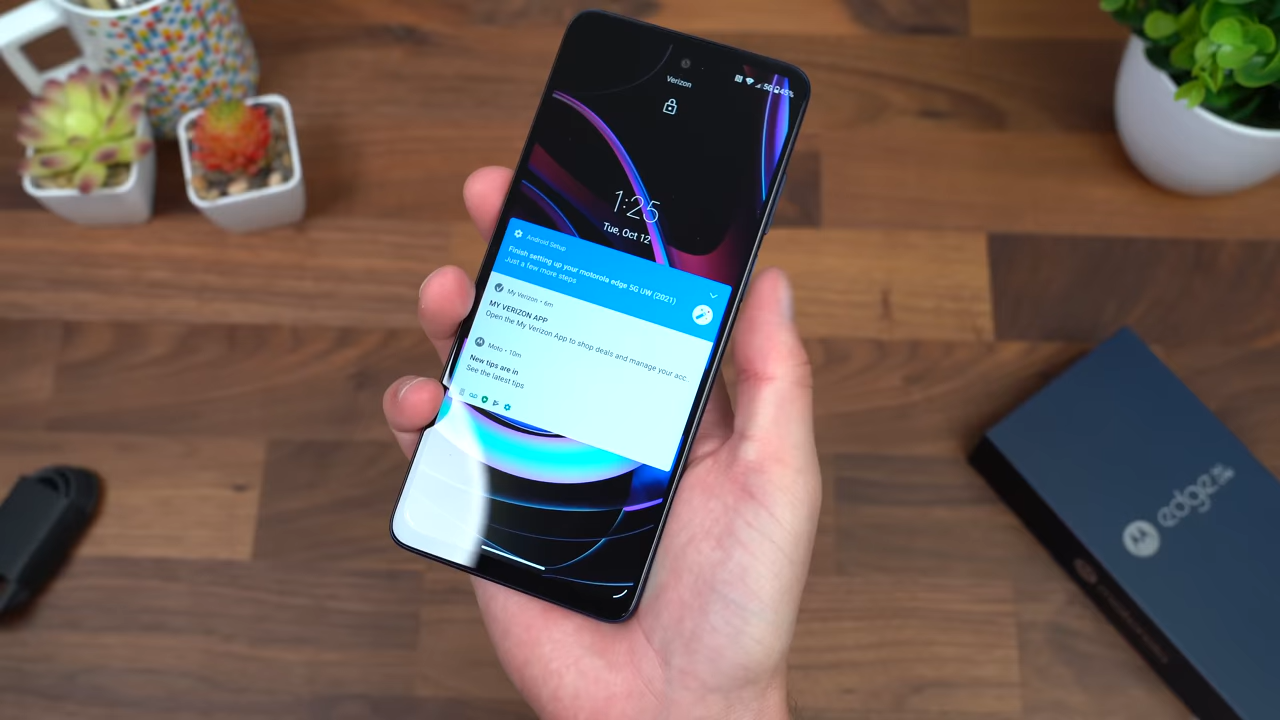 Verizon
5G 45%
1:25
Tue, Oct 12
Android Setup
Finish setting up your motorola edge 5G UW (2021)
Just a few more steps
My Verizon • 6m
MY VERIZON APP
Open the My Verizon App to shop deals and manage your acc...
Moto • 10m
New tips are in
See the latest tips
edge